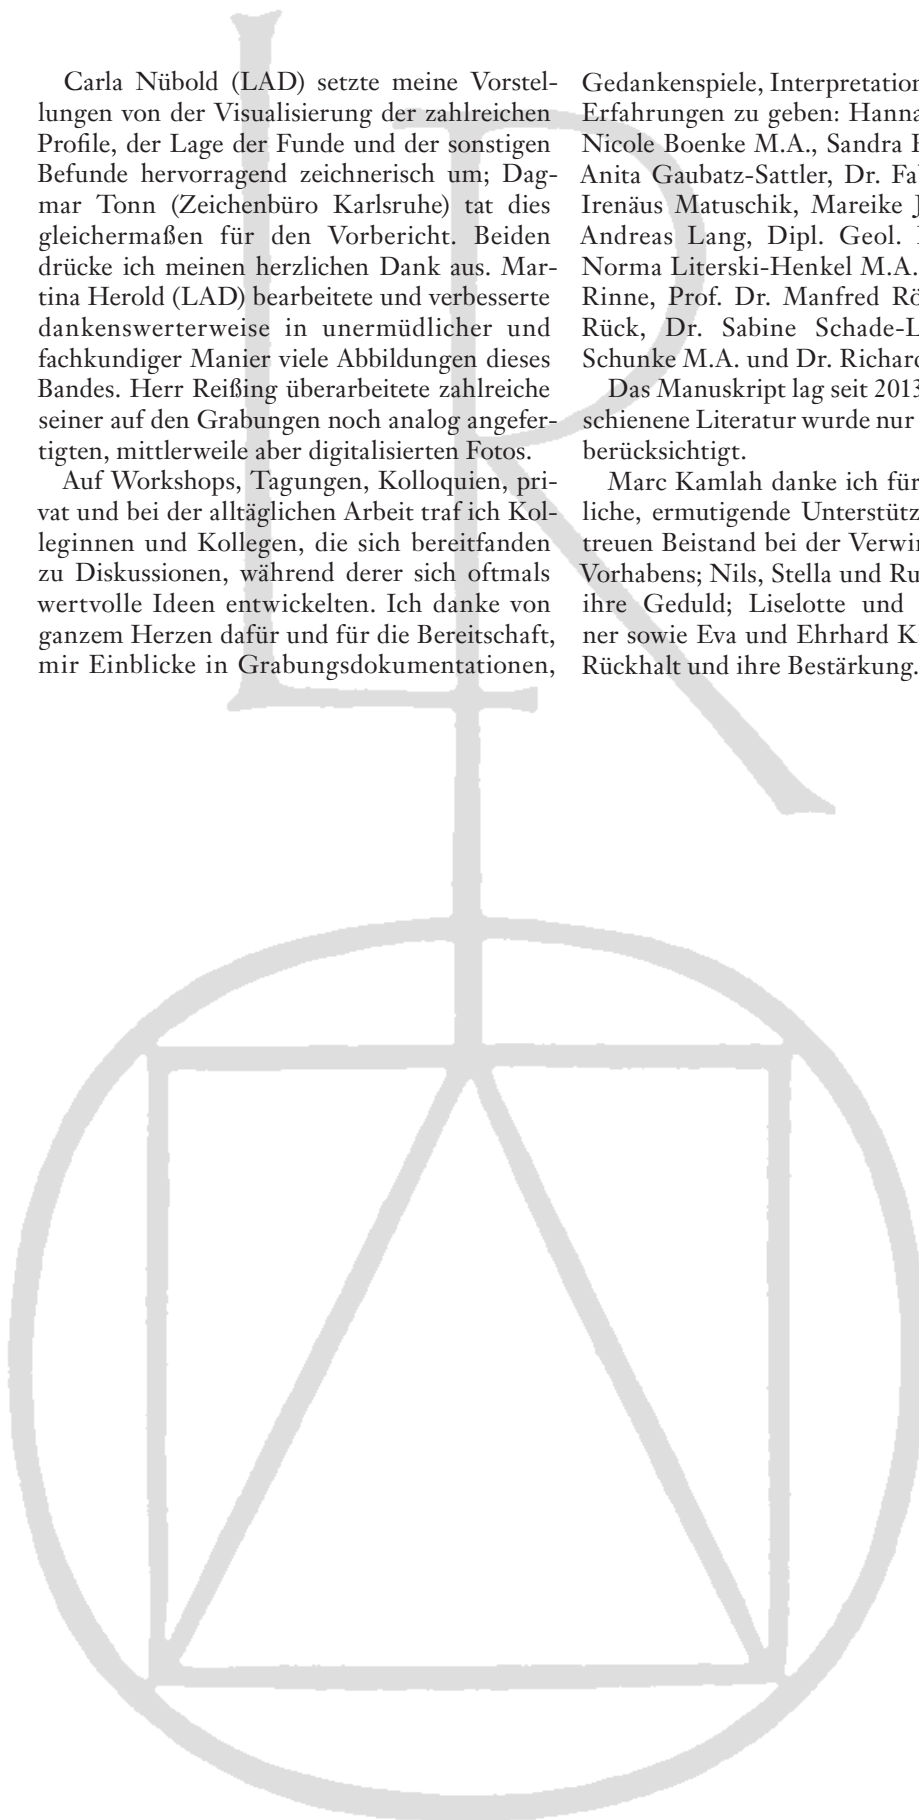 Carla Nübold (LAD) setzte meine Vorstel-
lungen von der Visualisierung der zahlreichen
Profile, der Lage der Funde und der sonstigen
Befunde hervorragend zeichnerisch um; Dag-
mar Tonn (Zeichenbüro Karlsruhe) tat dies
gleichermaßen für den Vorbericht. Beiden
drücke ich meinen herzlichen Dank aus. Mar-
tina Herold (LAD) bearbeitete und verbesserte
dankenswerterweise in unermüdlicher und
fachkundiger Manier viele Abbildungen dieses
Bandes. Herr Reißing überarbeitete zahlreiche
seiner auf den Grabungen noch analog angefer-
tigten, mittlerweile aber digitalisierten Fotos.
Auf Workshops, Tagungen, Kolloquien, pri-
vat und bei der alltäglichen Arbeit traf ich Kol-
leginnen und Kollegen, die sich bereitfanden
zu Diskussionen, während derer sich oftmals
wertvolle Ideen entwickelten. Ich danke von
ganzem Herzen dafür und für die Bereitschaft,
mir Einblicke in Grabungsdokumentationen,
Gedankenspiele, Interpretation
Erfahrungen zu geben: Hanna
Nicole Boenke M.A., Sandra
Anita Gaubatz-Sattler, Dr.
Irenäus Matuschik, Mareike
Andreas Lang, Dipl. Geol.
Norma Literski-Henkel M.A.
Rinne, Prof. Dr. Manfred
Rück, Dr. Sabine Schade-L
Schunke M.A. und Dr. Richard
Das Manuskript lag seit 2013
schienene Literatur wurde nur
berücksichtigt.
Marc Kamlah danke ich für
liche, ermutigende Unterstütz
treuen Beistand bei der Verwir
Vorhabens; Nils, Stella und Ru
ihre Geduld; Liselotte und
ner sowie Eva und Ehrhard
Rückhalt und ihre Bestärkung.
LR